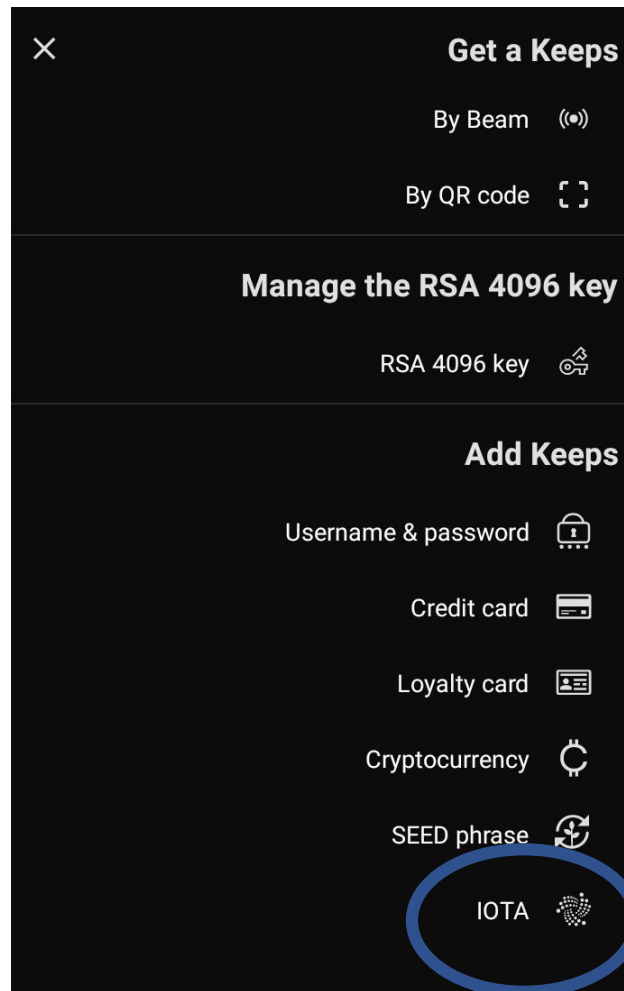 Get a Keeps
By Beam
By QR code
Manage the RSA 4096 key
RSA 4096 key
Add Keeps
Username & password
Credit card
Loyalty card
Cryptocurrency
SEED phrase
IOTA